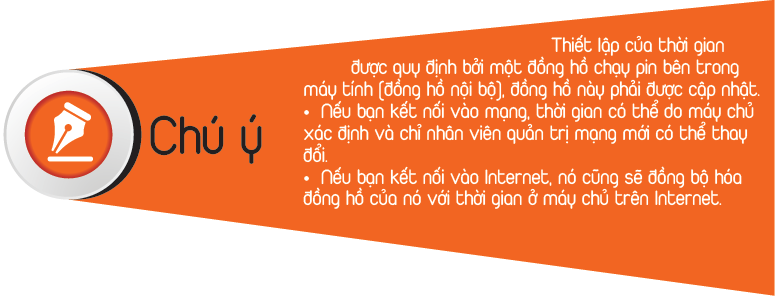 Chú ý
Thiết lập của thời gian
được quy định bởi một đồng hồ chạy pin bên trong
máy tính (đồng hồ nội bộ), đồng hồ này phải được cập nhật.
• Nếu bạn kết nối vào mạng, thời gian có thể do máy chủ
xác định và chỉ nhân viên quản trị mạng mới có thể thay
đổi.
• Nếu bạn kết nối vào Internet, nó cũng sẽ đồng bộ hóa
đồng hồ của nó với thời gian ở máy chủ trên Internet.